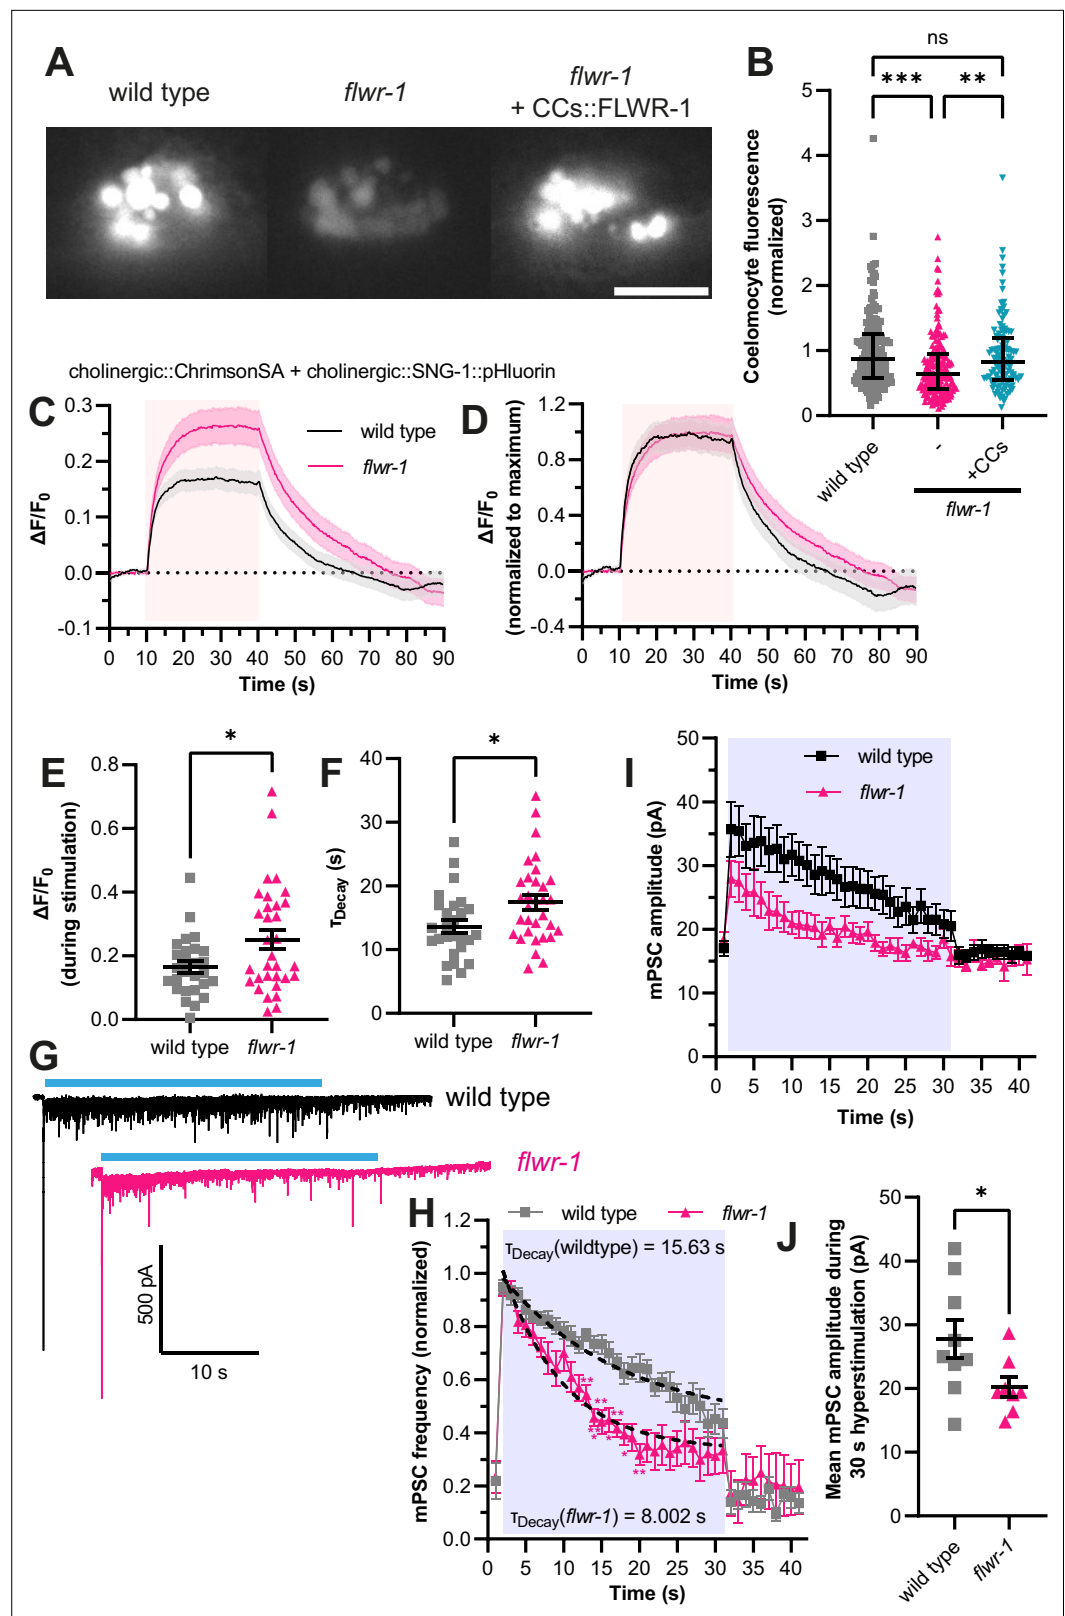 A
wild type
flwr-1
flwr-1
+ CCs::FLWR-1
B
ns
***
**
5
4
3
2
1
0
Coelomocyte fluorescence
(normalized)
wild type
-
+CCs
flwr-1
cholinergic::ChrimsonSA + cholinergic::SNG-1::pHluorin
C
0.3
0.2
0.1
0.0
-0.1
ΔF/F0
wild type
flwr-1
0 10 20 30 40 50 60 70 80 90
Time (s)
D
1.2
0.8
0.4
0.0
-0.4
ΔF/F0
(normalized to maximum)
0 10 20 30 40 50 60 70 80 90
Time (s)
E
*
0.8
0.6
0.4
0.2
0.0
ΔF/F0
(during stimulation)
wild type
flwr-1
F
*
40
30
20
10
0
τDecay (s)
wild type
flwr-1
I
wild type
flwr-1
50
40
30
20
10
0
mPSC amplitude (pA)
0 5 10 15 20 25 30 35 40
Time (s)
G
wild type
flwr-1
500 pA
10 s
H
wild type
flwr-1
1.2
1.0
0.8
0.6
0.4
0.2
0.0
mPSC frequency (normalized)
τDecay(wildtype) = 15.63 s
τDecay(flwr-1) = 8.002 s
0 5 10 15 20 25 30 35 40
Time (s)
J
*
50
40
30
20
10
0
Mean mPSC amplitude during
30 s hyperstimulation (pA)
wild type
flwr-1